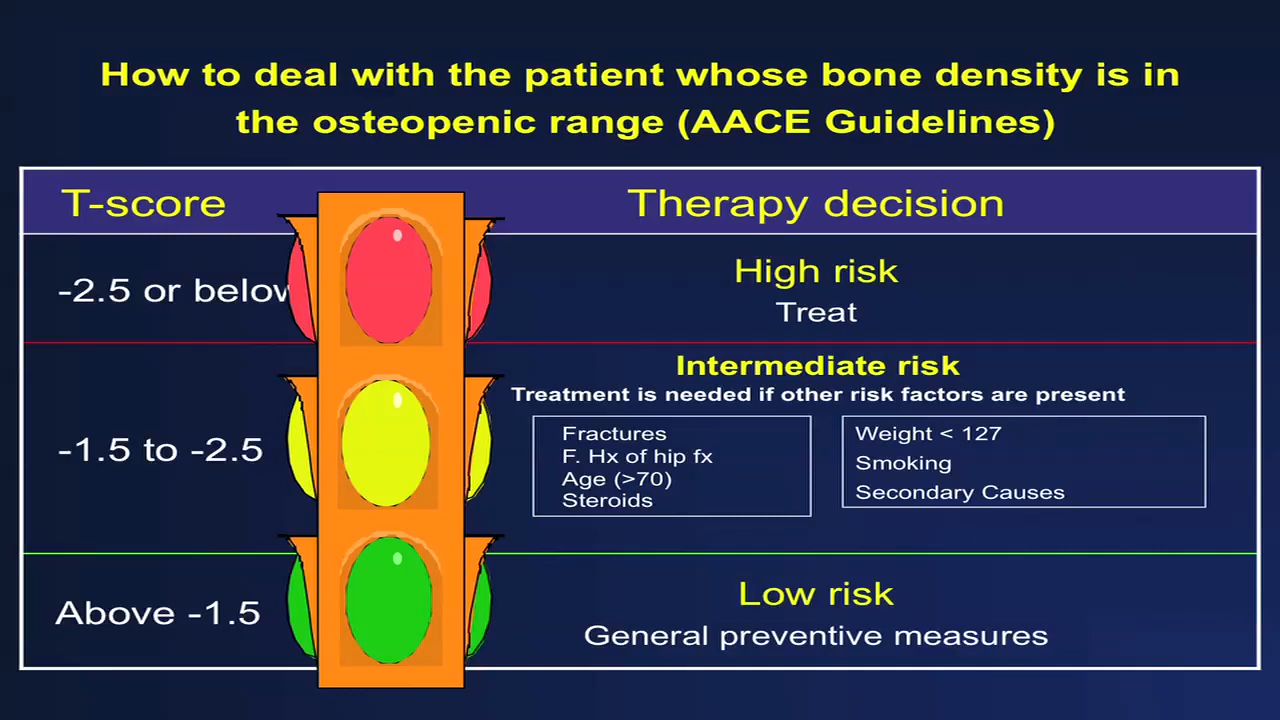 How to deal with the patient whose bone density is in
the osteopenic range (AACE Guidelines)
T-score
Therapy decision
-2.5 or below
High risk
Treat
-1.5 to -2.5
Intermediate risk
Treatment is needed if other risk factors are present
Fractures
F. Hx of hip fx
Age (>70)
Steroids
Weight < 127
Smoking
Secondary Causes
Above -1.5
Low risk
General preventive measures